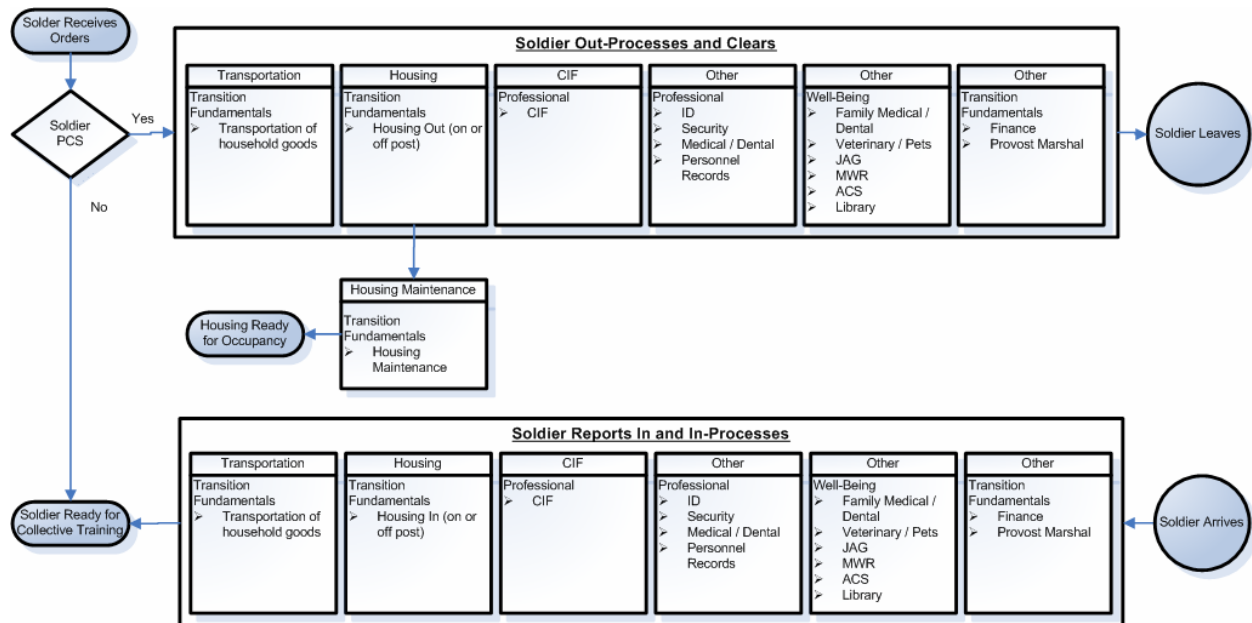 Soldier Receives
Orders
Soldier
PCS
Yes
No
Soldier Out-Processes and Clears
Transportation
Transition
Fundamentals
➢ Transportation of
household goods
Housing
Transition
Fundamentals
➢ Housing Out (on or
off post)
CIF
Professional
➢ CIF
Other
Professional
➢ ID
➢ Security
➢ Medical / Dental
➢ Personnel
Records
Other
Well-Being
➢ Family Medical /
Dental
➢ Veterinary / Pets
➢ JAG
➢ MWR
➢ ACS
➢ Library
Other
Transition
Fundamentals
➢ Finance
➢ Provost Marshal
Soldier Leaves
Housing Maintenance
Transition
Fundamentals
➢ Housing
Maintenance
Housing Ready
for Occupancy
Soldier Reports In and In-Processes
Transportation
Transition
Fundamentals
➢ Transportation of
household goods
Housing
Transition
Fundamentals
➢ Housing In (on or
off post)
CIF
Professional
➢ CIF
Other
Professional
➢ ID
➢ Security
➢ Medical / Dental
➢ Personnel
Records
Other
Well-Being
➢ Family Medical /
Dental
➢ Veterinary / Pets
➢ JAG
➢ MWR
➢ ACS
➢ Library
Other
Transition
Fundamentals
➢ Finance
➢ Provost Marshal
Soldier Arrives
Soldier Ready for
Collective Training